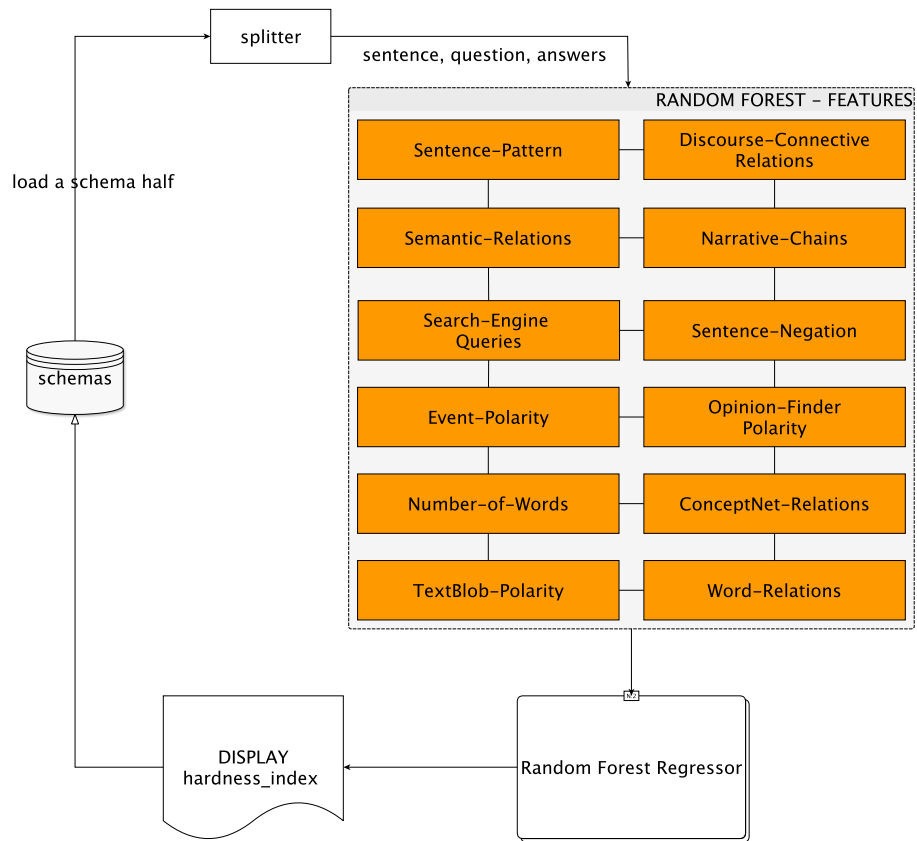 splitter
sentence, question, answers
RANDOM FOREST – FEATURES
Sentence–Pattern
Discourse–Connective
Relations
load a schema half
Semantic–Relations
Narrative–Chains
Search–Engine
Queries
Sentence–Negation
schemas
Event–Polarity
Opinion–Finder
Polarity
Number–of–Words
ConceptNet–Relations
TextBlob–Polarity
Word–Relations
DISPLAY
hardness_index
Random Forest Regressor